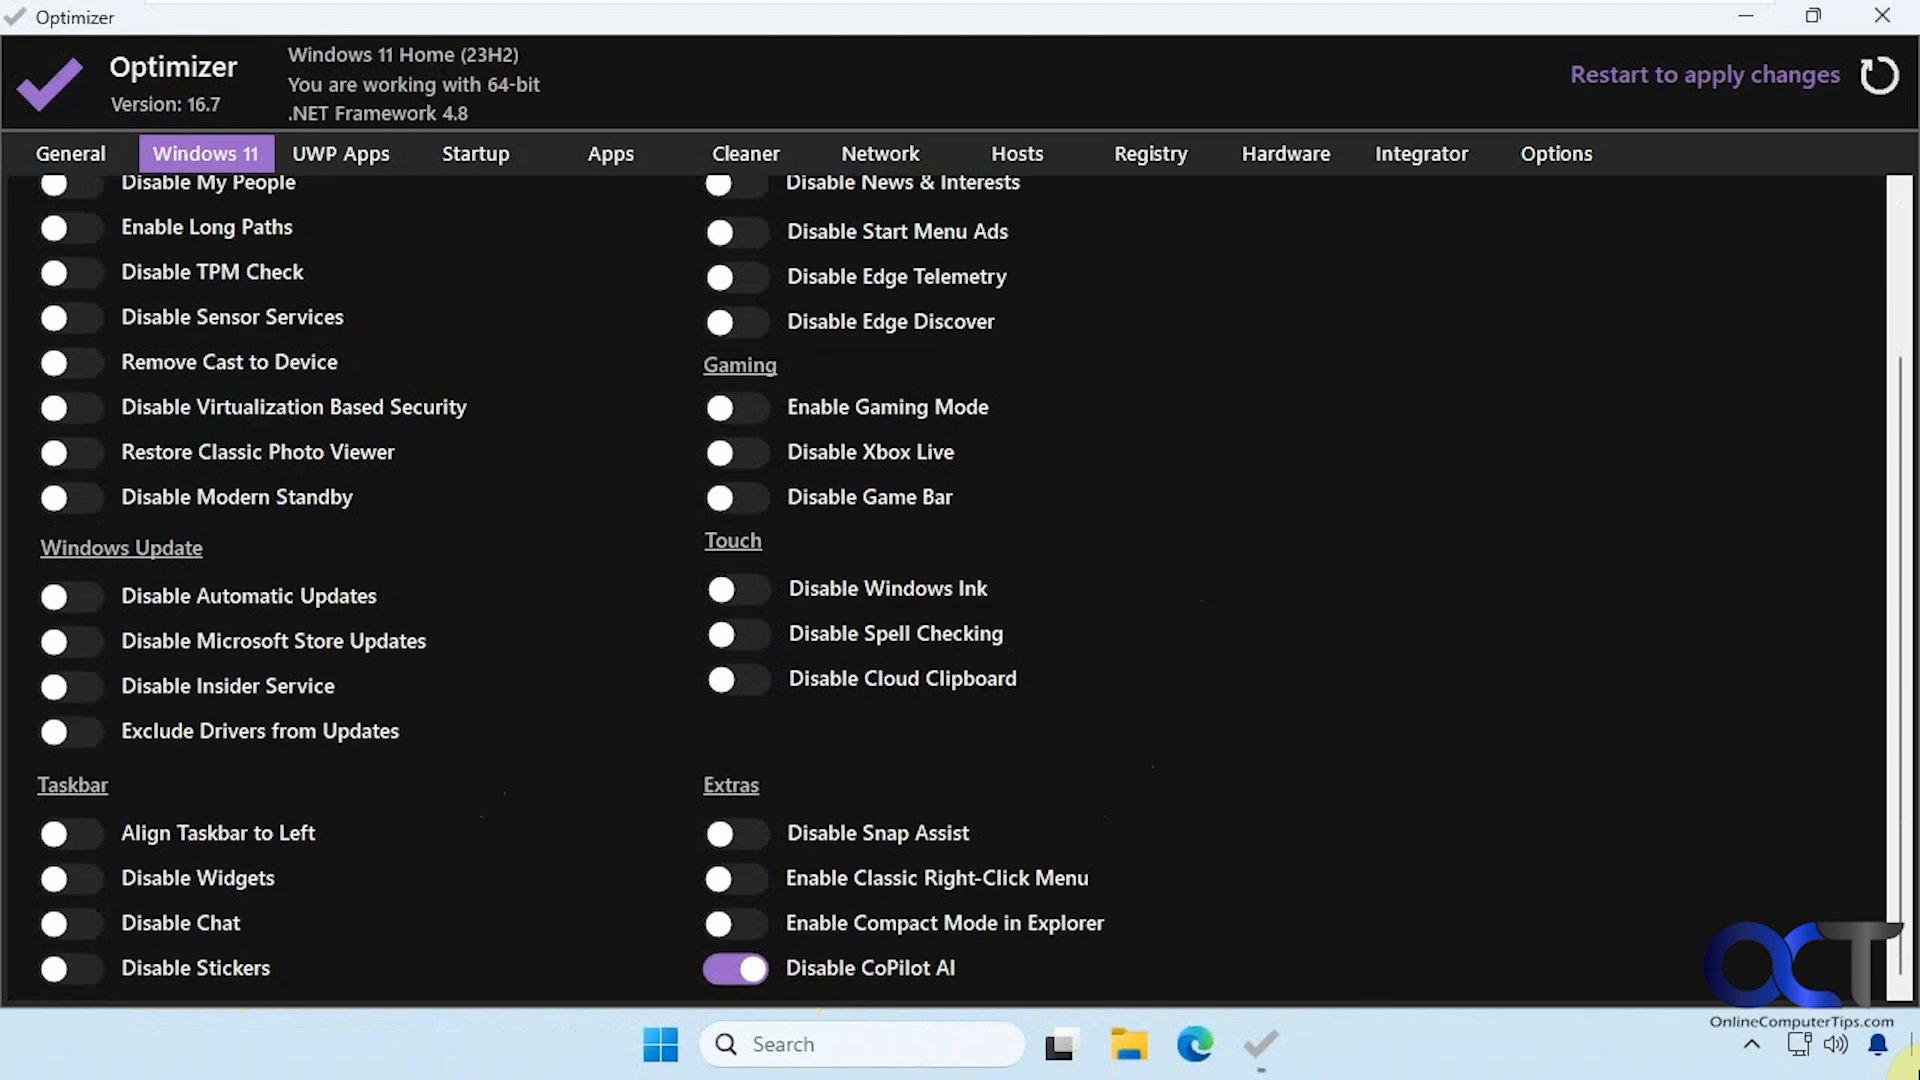 Optimizer
Optimizer
Version: 16.7
Windows 11 Home (23H2)
You are working with 64-bit
.NET Framework 4.8
Restart to apply changes
General
Windows 11
UWP Apps
Startup
Apps
Cleaner
Network
Hosts
Registry
Hardware
Integrator
Options
Disable My People
Enable Long Paths
Disable TPM Check
Disable Sensor Services
Remove Cast to Device
Disable Virtualization Based Security
Restore Classic Photo Viewer
Disable Modern Standby
Windows Update
Disable Automatic Updates
Disable Microsoft Store Updates
Disable Insider Service
Exclude Drivers from Updates
Taskbar
Align Taskbar to Left
Disable Widgets
Disable Chat
Disable Stickers
Disable News & Interests
Disable Start Menu Ads
Disable Edge Telemetry
Disable Edge Discover
Gaming
Enable Gaming Mode
Disable Xbox Live
Disable Game Bar
Touch
Disable Windows Ink
Disable Spell Checking
Disable Cloud Clipboard
Extras
Disable Snap Assist
Enable Classic Right-Click Menu
Enable Compact Mode in Explorer
Disable CoPilot AI
OCT
OnlineComputerTips.com
Search